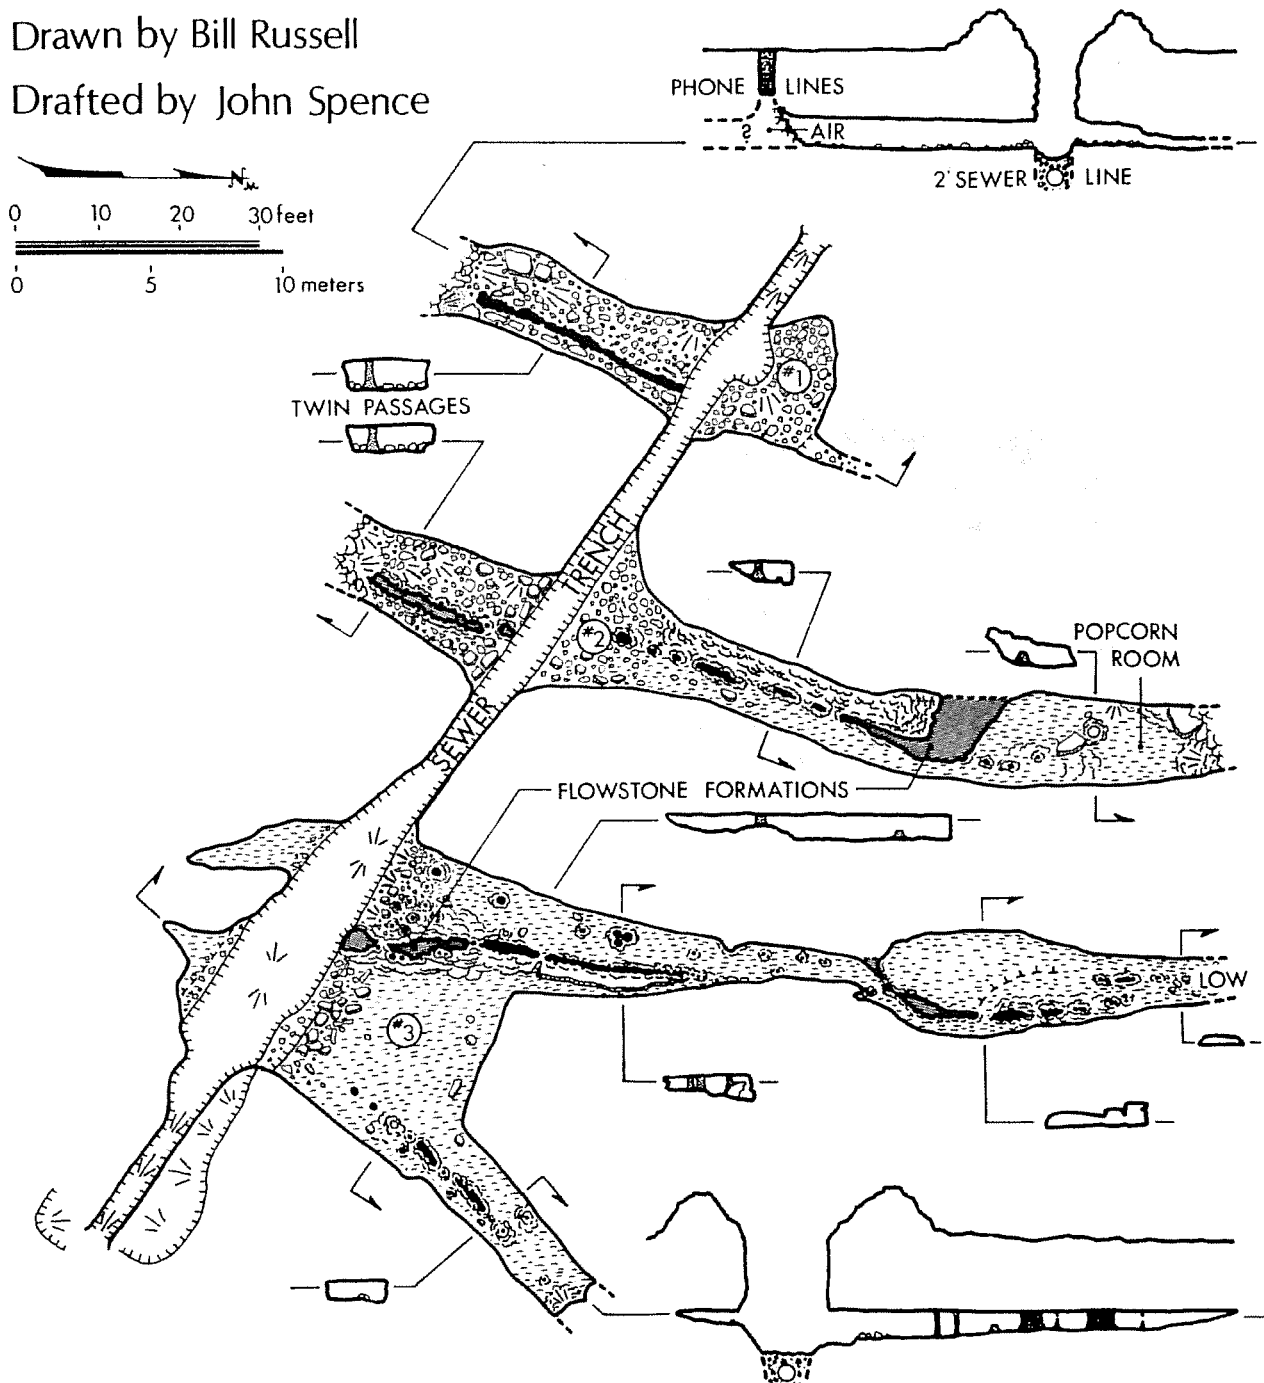 Drawn by Bill Russell
Drafted by John Spence
N
0 10 20 30 feet
0 5 10 meters
PHONE LINES
? AIR
2' SEWER LINE
TWIN PASSAGES
#1
SEWER TRENCH
#2
POPCORN
ROOM
FLOWSTONE FORMATIONS
LOW
#3